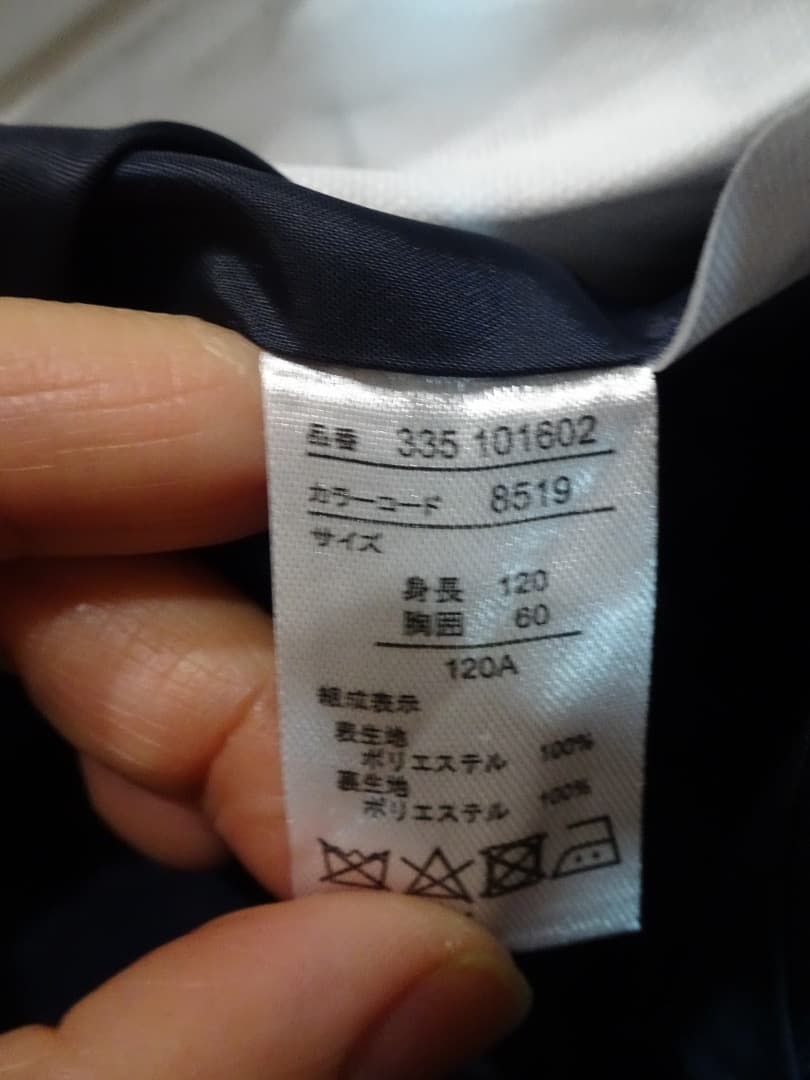 品番 335 101602
カラーコード 8519
サイズ
身長 120
胸囲 60
120A
組成表示
表生地
ポリエステル 100%
裏生地
ポリエステル 100%